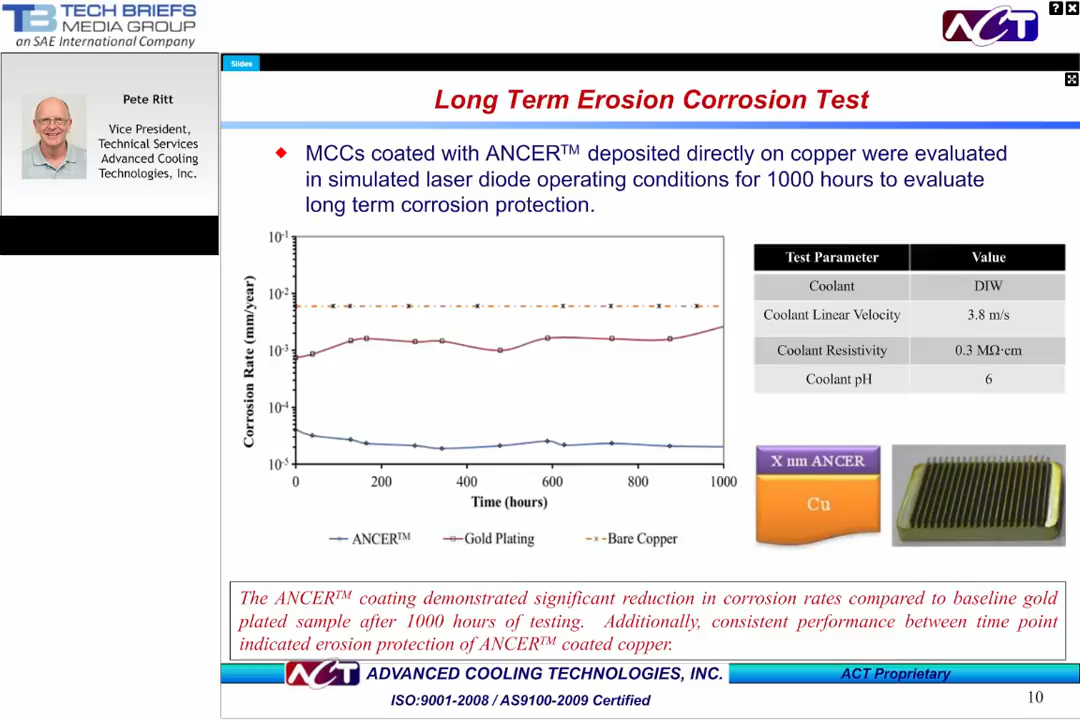 TECH BRIEFS
MEDIA GROUP
an SAE International Company
ACT
?
Pete Ritt
Vice President,
Technical Services
Advanced Cooling
Technologies, Inc.
Slides
Long Term Erosion Corrosion Test
MCCs coated with ANCER™ deposited directly on copper were evaluated
in simulated laser diode operating conditions for 1000 hours to evaluate
long term corrosion protection.
Corrosion Rate (mm/year)
10⁻¹
10⁻²
10⁻³
10⁻⁴
10⁻⁵
0 200 400 600 800 1000
Time (hours)
ANCER™ Gold Plating Bare Copper
Test Parameter Value
Coolant DIW
Coolant Linear Velocity 3.8 m/s
Coolant Resistivity 0.3 MΩ·cm
Coolant pH 6
X nm ANCER
Cu
The ANCER™ coating demonstrated significant reduction in corrosion rates compared to baseline gold
plated sample after 1000 hours of testing. Additionally, consistent performance between time point
indicated erosion protection of ANCER™ coated copper.
ACT ADVANCED COOLING TECHNOLOGIES, INC. ACT Proprietary
ISO:9001-2008 / AS9100-2009 Certified
10